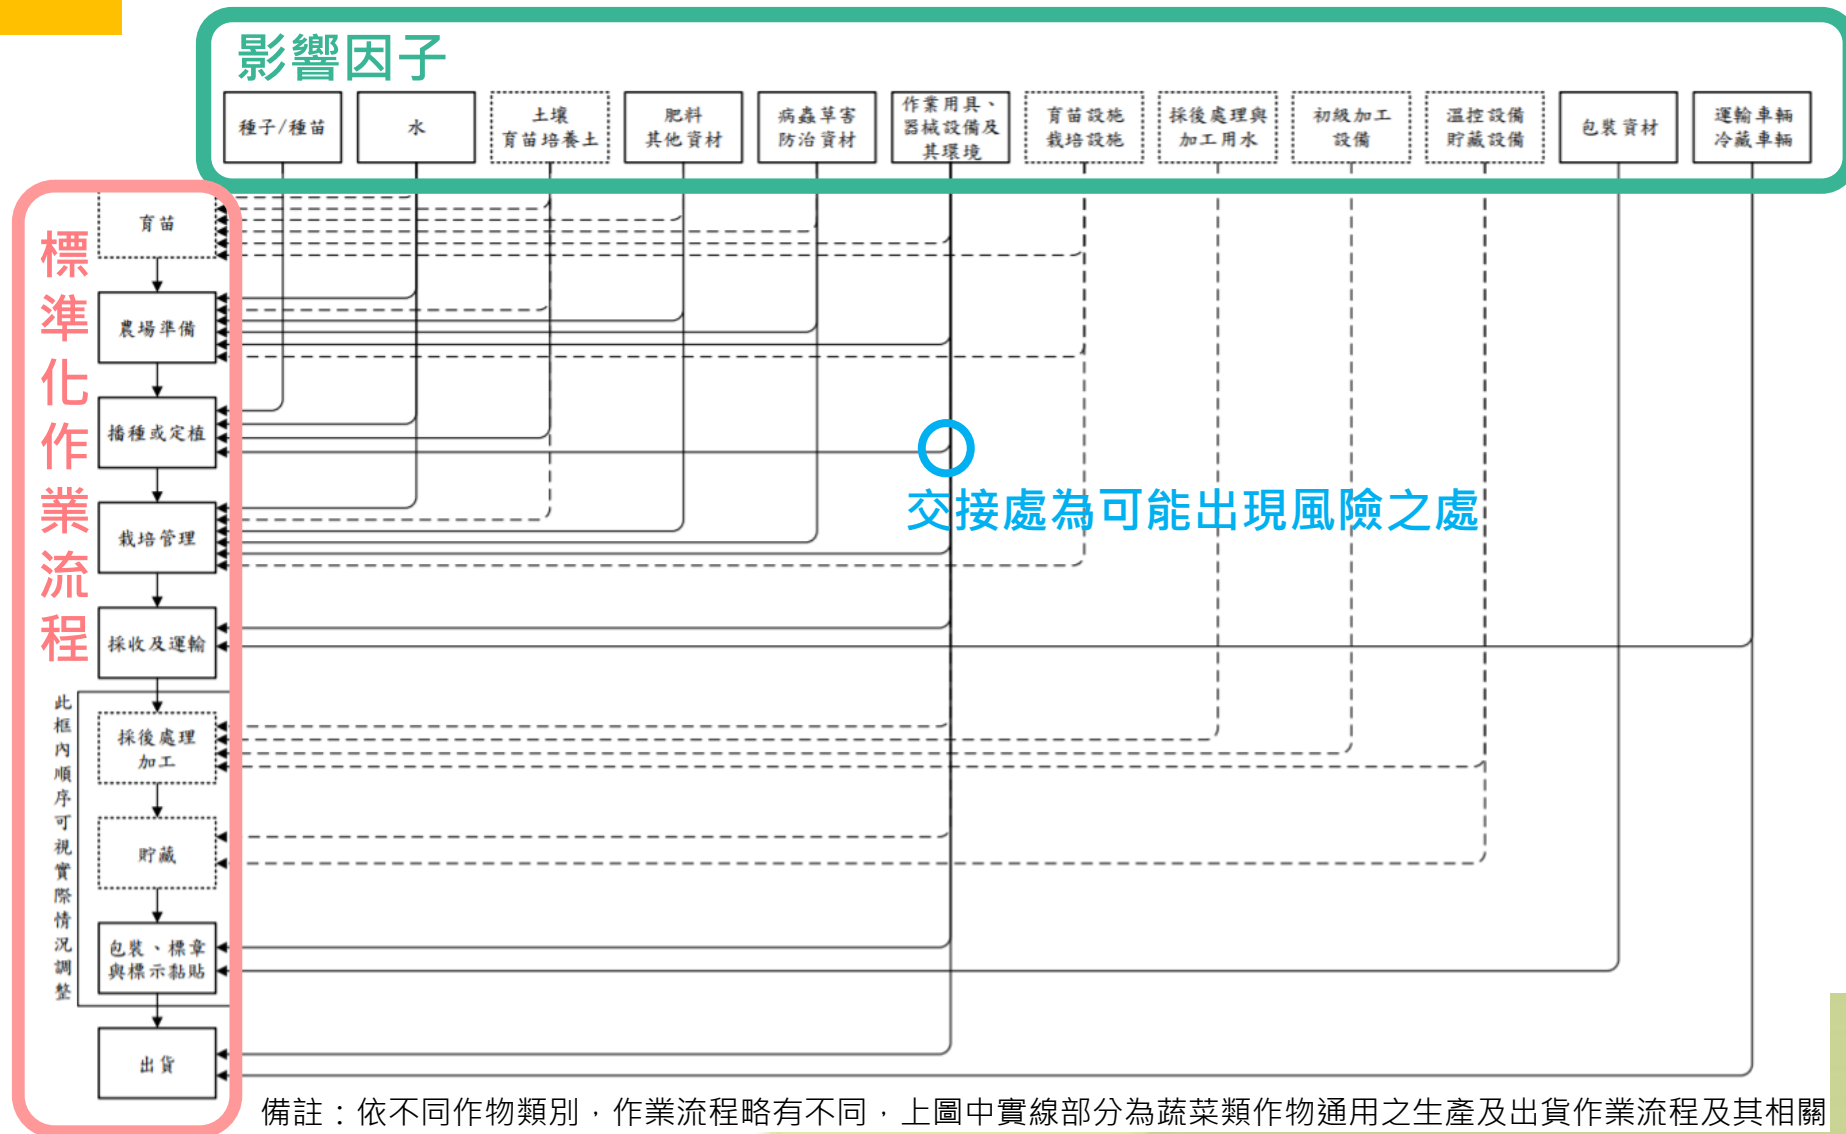 影響因子
種子/種苗
水
土壤
育苗培養土
肥料
其他資材
病蟲草害
防治資材
作業用具、
器械設備及
其環境
育苗設施
栽培設施
採後處理與
加工用水
初級加工
設備
溫控設備
貯藏設備
包裝資材
運輸車輛
冷藏車輛
標準化作業流程
育苗
農場準備
播種或定植
栽培管理
採收及運輸
採後處理
加工
貯藏
包裝、標章
與標示黏貼
出貨
此框內順序可視實際情況調整
交接處為可能出現風險之處
備註：依不同作物類別，作業流程略有不同，上圖中實線部分為蔬菜類作物通用之生產及出貨作業流程及其相關